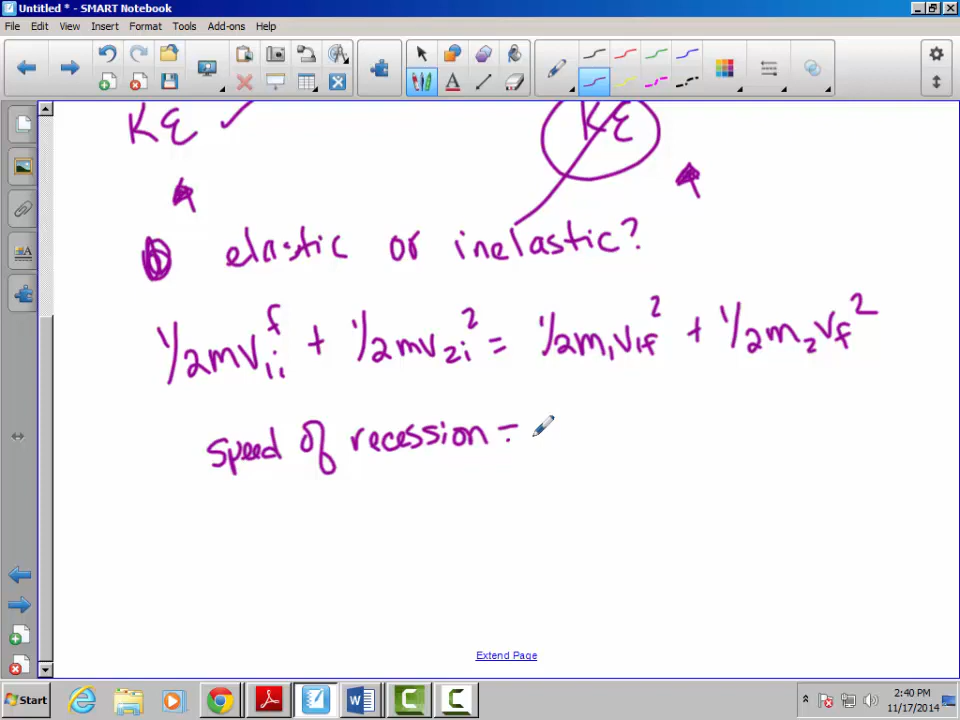 Untitled * - SMART Notebook
File Edit View Insert Format Tools Add-ons Help
KE ✓ KE
elastic or inelastic?
1/2mv₁ᵢᶠ + 1/2mv₂ᵢ² = 1/2m₁v₁f² + 1/2m₂vf²
speed of recession =
Extend Page
Start
2:40 PM
11/17/2014